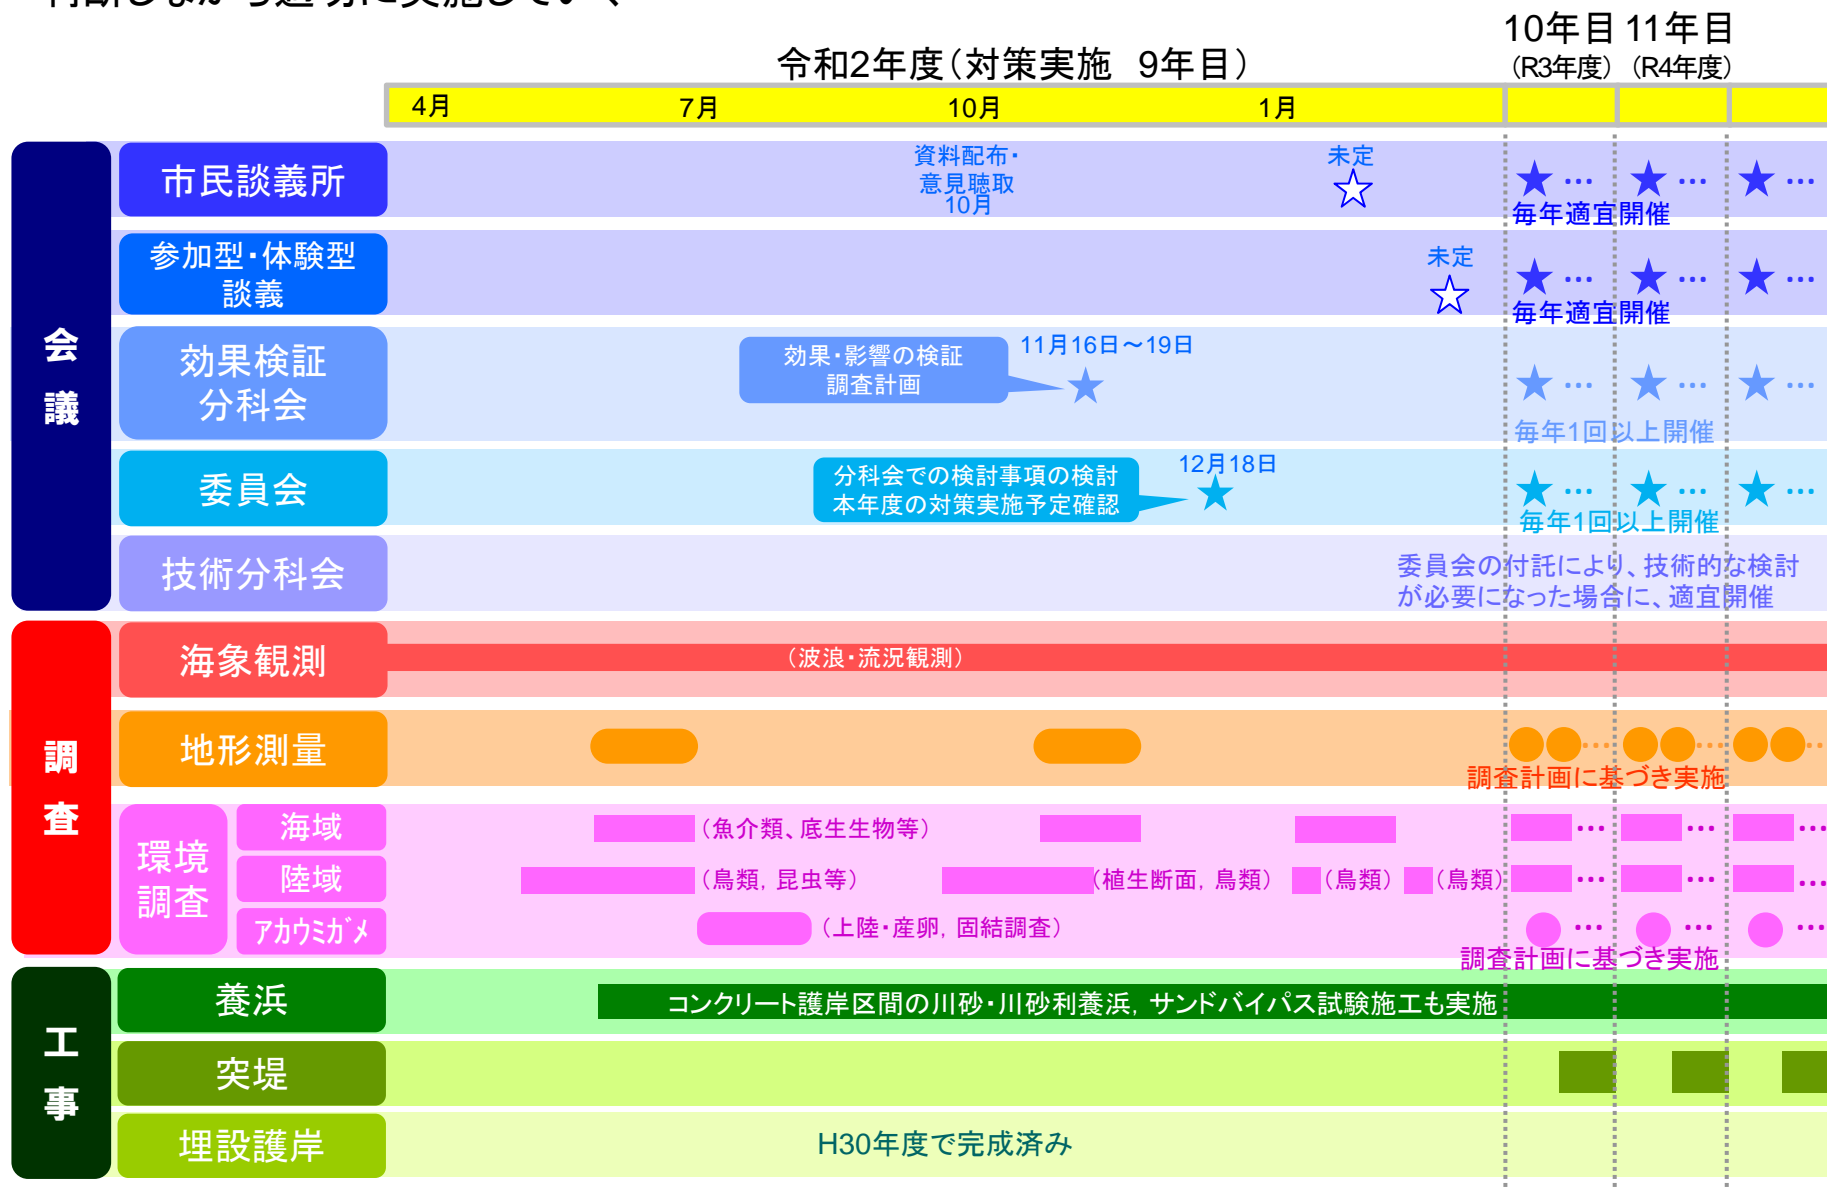 判断しながら適切に実施していく
令和2年度（対策実施　9年目）
10年目 11年目
（R3年度）（R4年度）
4月 7月 10月 1月
会議
市民談義所
資料配布・
意見聴取
10月
未定
★… ★… ★…
毎年適宜開催
参加型・体験型
談義
未定
★… ★… ★…
毎年適宜開催
効果検証
分科会
効果・影響の検証
調査計画
11月16日～19日
★… ★… ★…
毎年1回以上開催
委員会
分科会での検討事項の検討
本年度の対策実施予定確認
12月18日
★… ★… ★…
毎年1回以上開催
技術分科会
委員会の付託により、技術的な検討
が必要になった場合に、適宜開催
調査
海象観測
（波浪・流況観測）
地形測量
調査計画に基づき実施
環境
調査
海域
（魚介類、底生生物等）
陸域
（鳥類，昆虫等） （植生断面，鳥類） （鳥類） （鳥類）
アカウミガメ
（上陸・産卵，固結調査）
調査計画に基づき実施
工事
養浜
コンクリート護岸区間の川砂・川砂利養浜，サンドバイパス試験施工も実施
突堤
埋設護岸
H30年度で完成済み